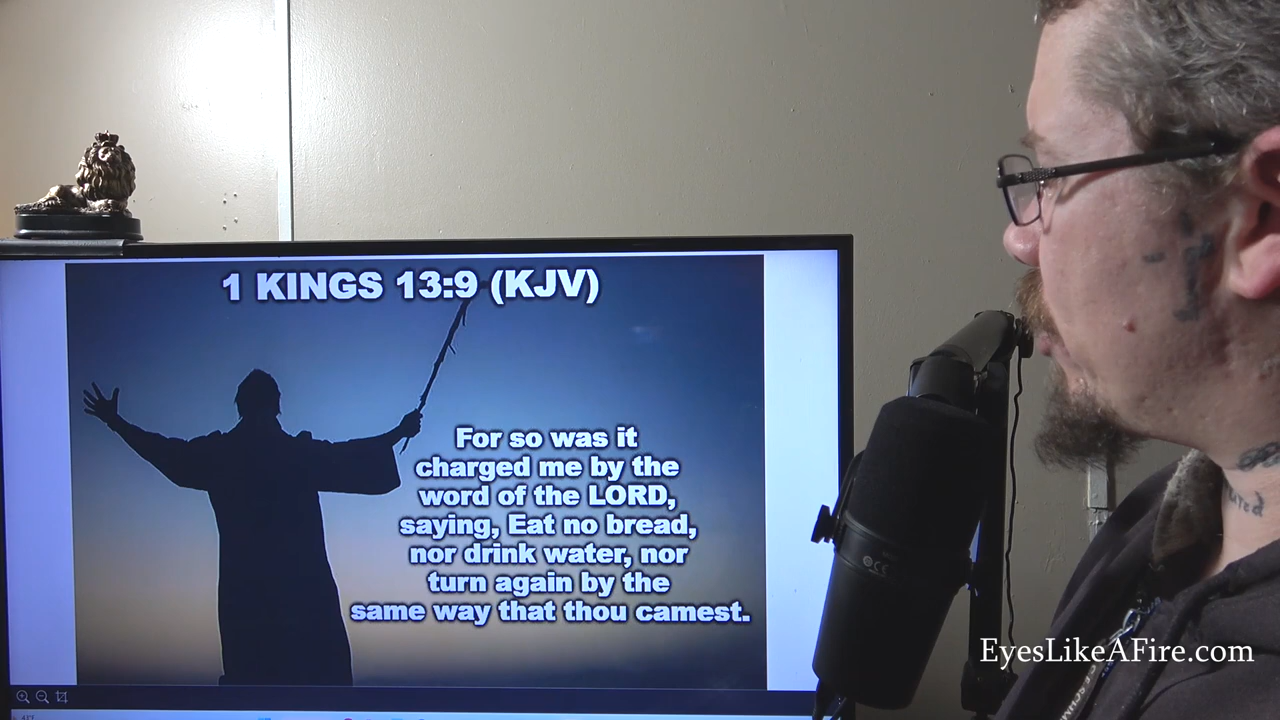 1 KINGS 13:9 (KJV)
For so was it
charged me by the
word of the LORD,
saying, Eat no bread,
nor drink water, nor
turn again by the
same way that thou camest.
EyesLikeAFire.com